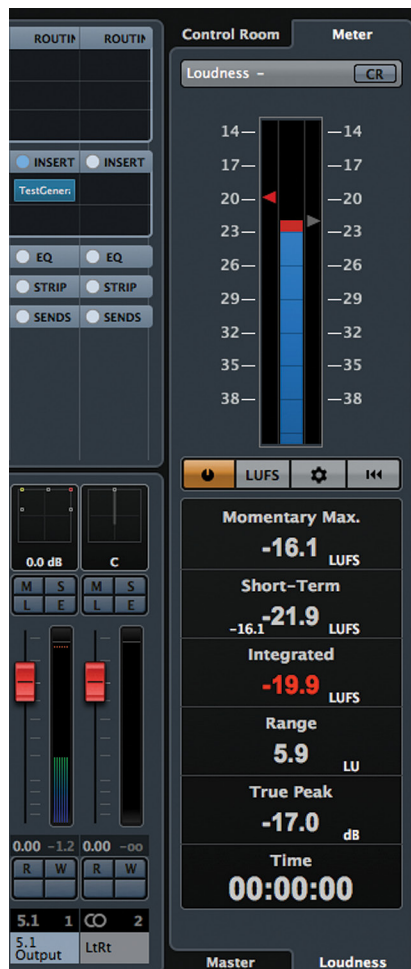 ROUTIN ROUTIN
INSERT INSERT
TestGener
EQ EQ
STRIP STRIP
SENDS SENDS
0.0 dB C
M S M S
L E L E
0.00 -1.2 0.00 -oo
R W R W
5.1 1 2
5.1 Output LtRt
Control Room Meter
Loudness – CR
14 14
17 17
20 20
23 23
26 26
29 29
32 32
35 35
38 38
LUFS
Momentary Max.
-16.1 LUFS
Short-Term
-16.1 -21.9 LUFS
Integrated
-19.9 LUFS
Range
5.9 LU
True Peak
-17.0 dB
Time
00:00:00
Master Loudness